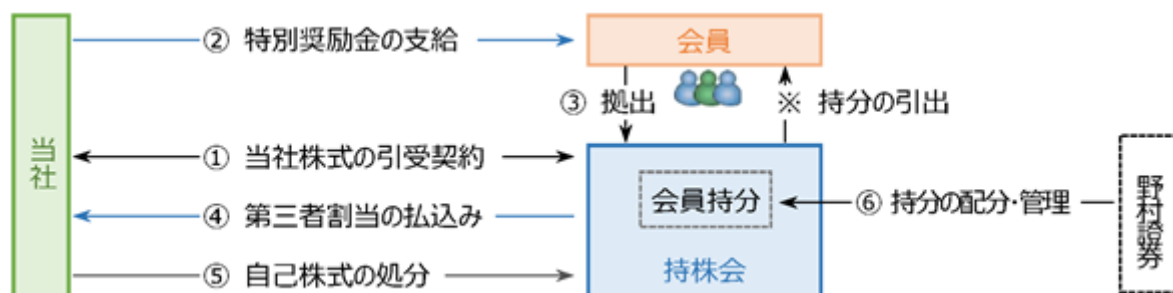 ② 特別奨励金の支給
会員
③ 拠出
※ 持分の引出
当社
① 当社株式の引受契約
会員持分
⑥ 持分の配分・管理
野村證券
④ 第三者割当の払込み
⑤ 自己株式の処分
持株会